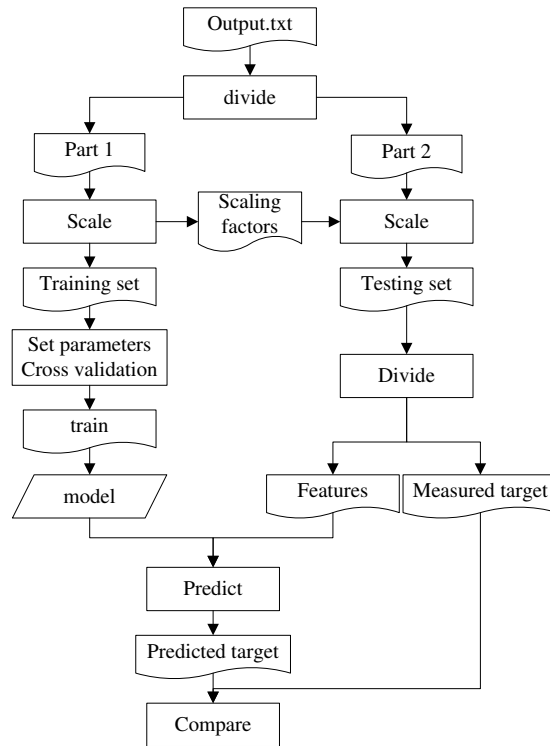 Output.txt
divide
Part 1
Part 2
Scale
Scaling
factors
Scale
Training set
Testing set
Set parameters
Cross validation
Divide
train
model
Features
Measured target
Predict
Predicted target
Compare